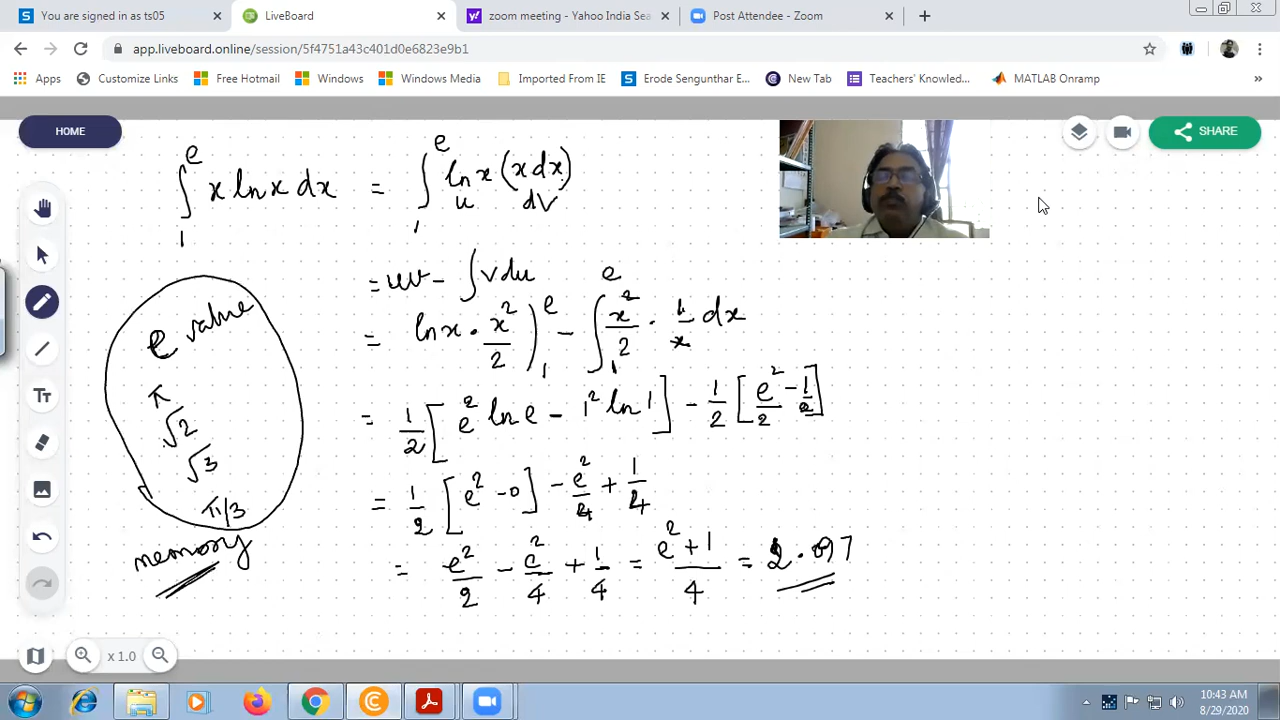 You are signed in as ts05
LiveBoard
zoom meeting - Yahoo India Sea
Post Attendee - Zoom
app.liveboard.online/session/5f4751a43c401d0e6823e9b1
Apps
Customize Links
Free Hotmail
Windows
Windows Media
Imported From IE
Erode Sengunthar E...
New Tab
Teachers' Knowled...
MATLAB Onramp
»
HOME
SHARE
∫₁ᵉ x ln x dx = ∫₁ᵉ ln x (x dx)
u dv
= uv - ∫ v du
= ln x · x²/2 )₁ᵉ - ∫₁ᵉ x²/2 · 1/x dx
= 1/2 [ e² ln e - 1² ln 1 ] - 1/2 [ e²/2 - 1/2 ]
= 1/2 [ e² - 0 ] - e²/4 + 1/4
= e²/2 - e²/4 + 1/4 = e² + 1 / 4 = 2.097
e value
π
√2
√3
π/3
memory
Tт
x 1.0
10:43 AM
8/29/2020